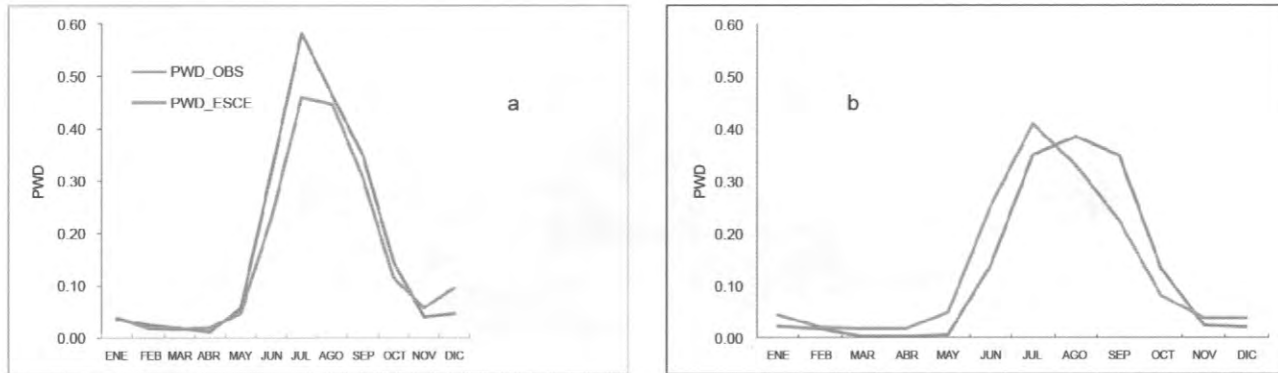 0.60
0.50
0.40
0.30
0.20
0.10
0.00
PWD
PWD_OBS
PWD_ESCE
a
ENE FEB MAR ABR MAY JUN JUL AGO SEP OCT NOV DIC
0.60
0.50
0.40
0.30
0.20
0.10
0.00
PWD
b
ENE FEB MAR ABR MAY JUN JUL AGO SEP OCT NOV DIC